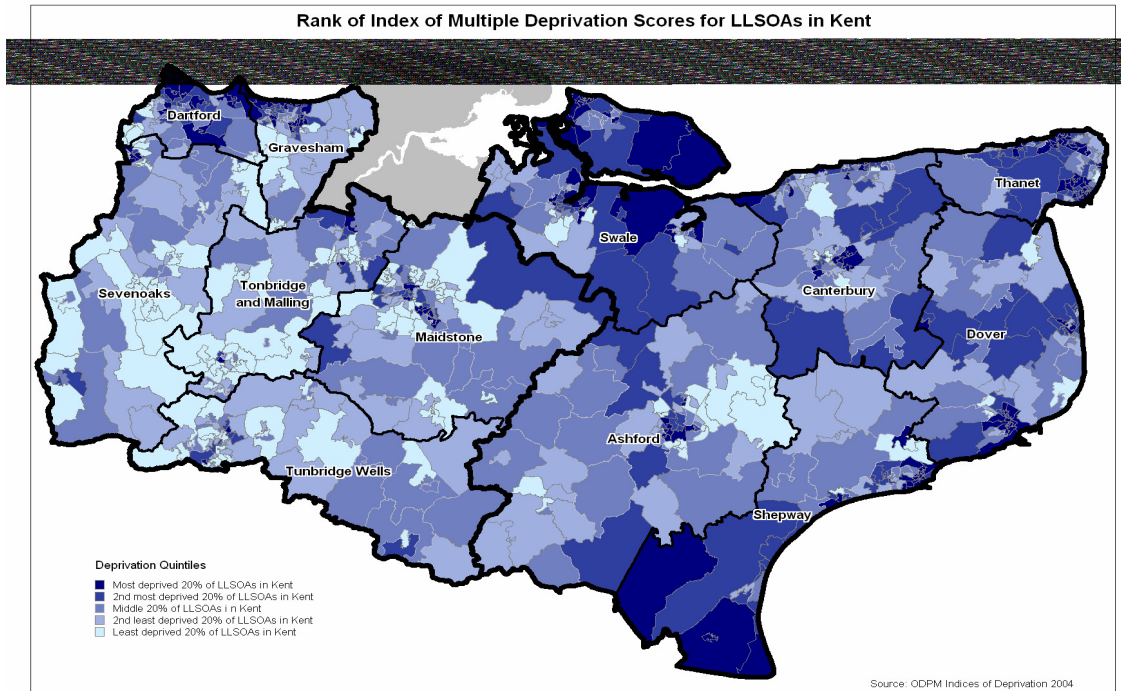 Rank of Index of Multiple Deprivation Scores for LLSOAs in Kent
Dartford
Gravesham
Thanet
Swale
Sevenoaks
Tonbridge
and Malling
Canterbury
Maidstone
Dover
Ashford
Tunbridge Wells
Shepway
Deprivation Quintiles
Most deprived 20% of LLSOAs in Kent
2nd most deprived 20% of LLSOAs in Kent
Middle 20% of LLSOAs i n Kent
2nd least deprived 20% of LLSOAs in Kent
Least deprived 20% of LLSOAs in Kent
Source: ODPM Indices of Deprivation 2004